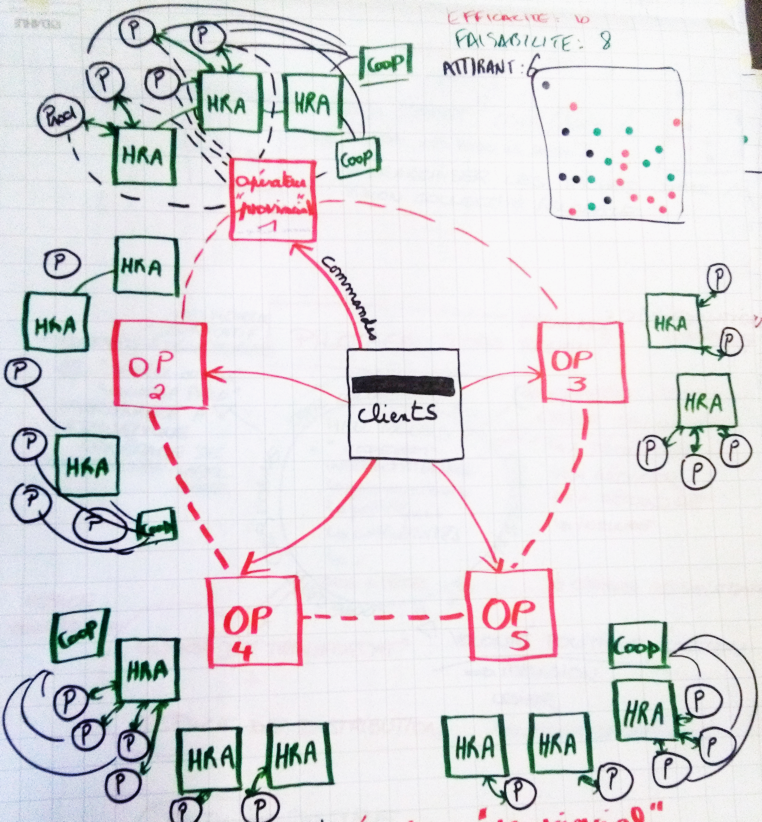 EFFICACITE: 10
FAISABILITE: 8
ATTIRANT: 6
P
P
Coop
P
P
HRA
HRA
Prod
HRA
Coop
Opérateur
"provincial"
1
commandes
P
HRA
HRA
P
HRA
P
OP
2
OP
3
clients
HRA
P
P
HRA
P
P
P
P
P
Coop
OP
4
OP
5
Coop
HRA
P
P
P
P
HRA
HRA
P
P
Coop
HRA
P
P
P
HRA
HRA
P
P